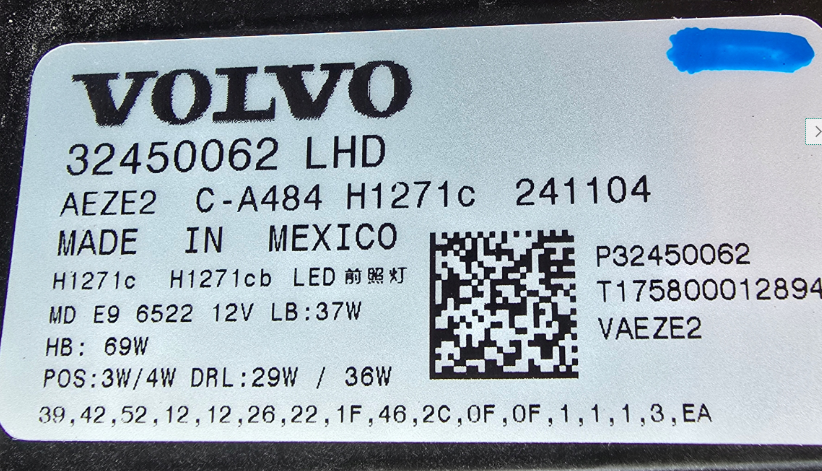 VOLVO
32450062 LHD
AEZE2 C-A484 H1271c 241104
MADE IN MEXICO
H1271c H1271cb LED 前照灯
MD E9 6522 12V LB:37W
HB: 69W
POS:3W/4W DRL:29W / 36W
39,42,52,12,12,26,22,1F,46,2C,0F,0F,1,1,1,3,EA
P32450062
T175800012894
VAEZE2